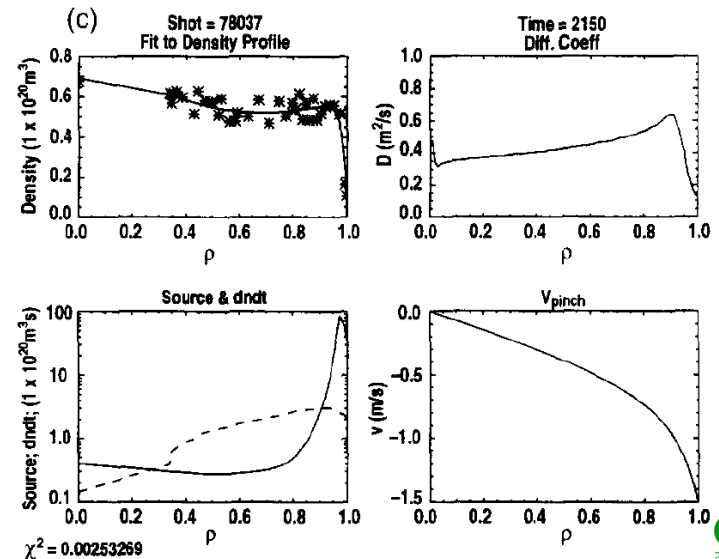 (c)
Shot = 78037
Fit to Density Profile
Density (1 x 10²⁰m³)
0.8
0.6
0.4
0.2
0.0
0.0 0.2 0.4 0.6 0.8 1.0
ρ
Time = 2150
Diff. Coeff
D (m²/s)
1.0
0.8
0.6
0.4
0.2
0.0
0.0 0.2 0.4 0.6 0.8 1.0
ρ
Source & dndt
Source; dndt; (1 x 10²⁰m³s)
100
10
1.0
0.1
0.0 0.2 0.4 0.6 0.8 1.0
ρ
Vpinch
v (m/s)
0.0
-0.5
-1.0
-1.5
0.0 0.2 0.4 0.6 0.8 1.0
ρ
χ² = 0.00253269